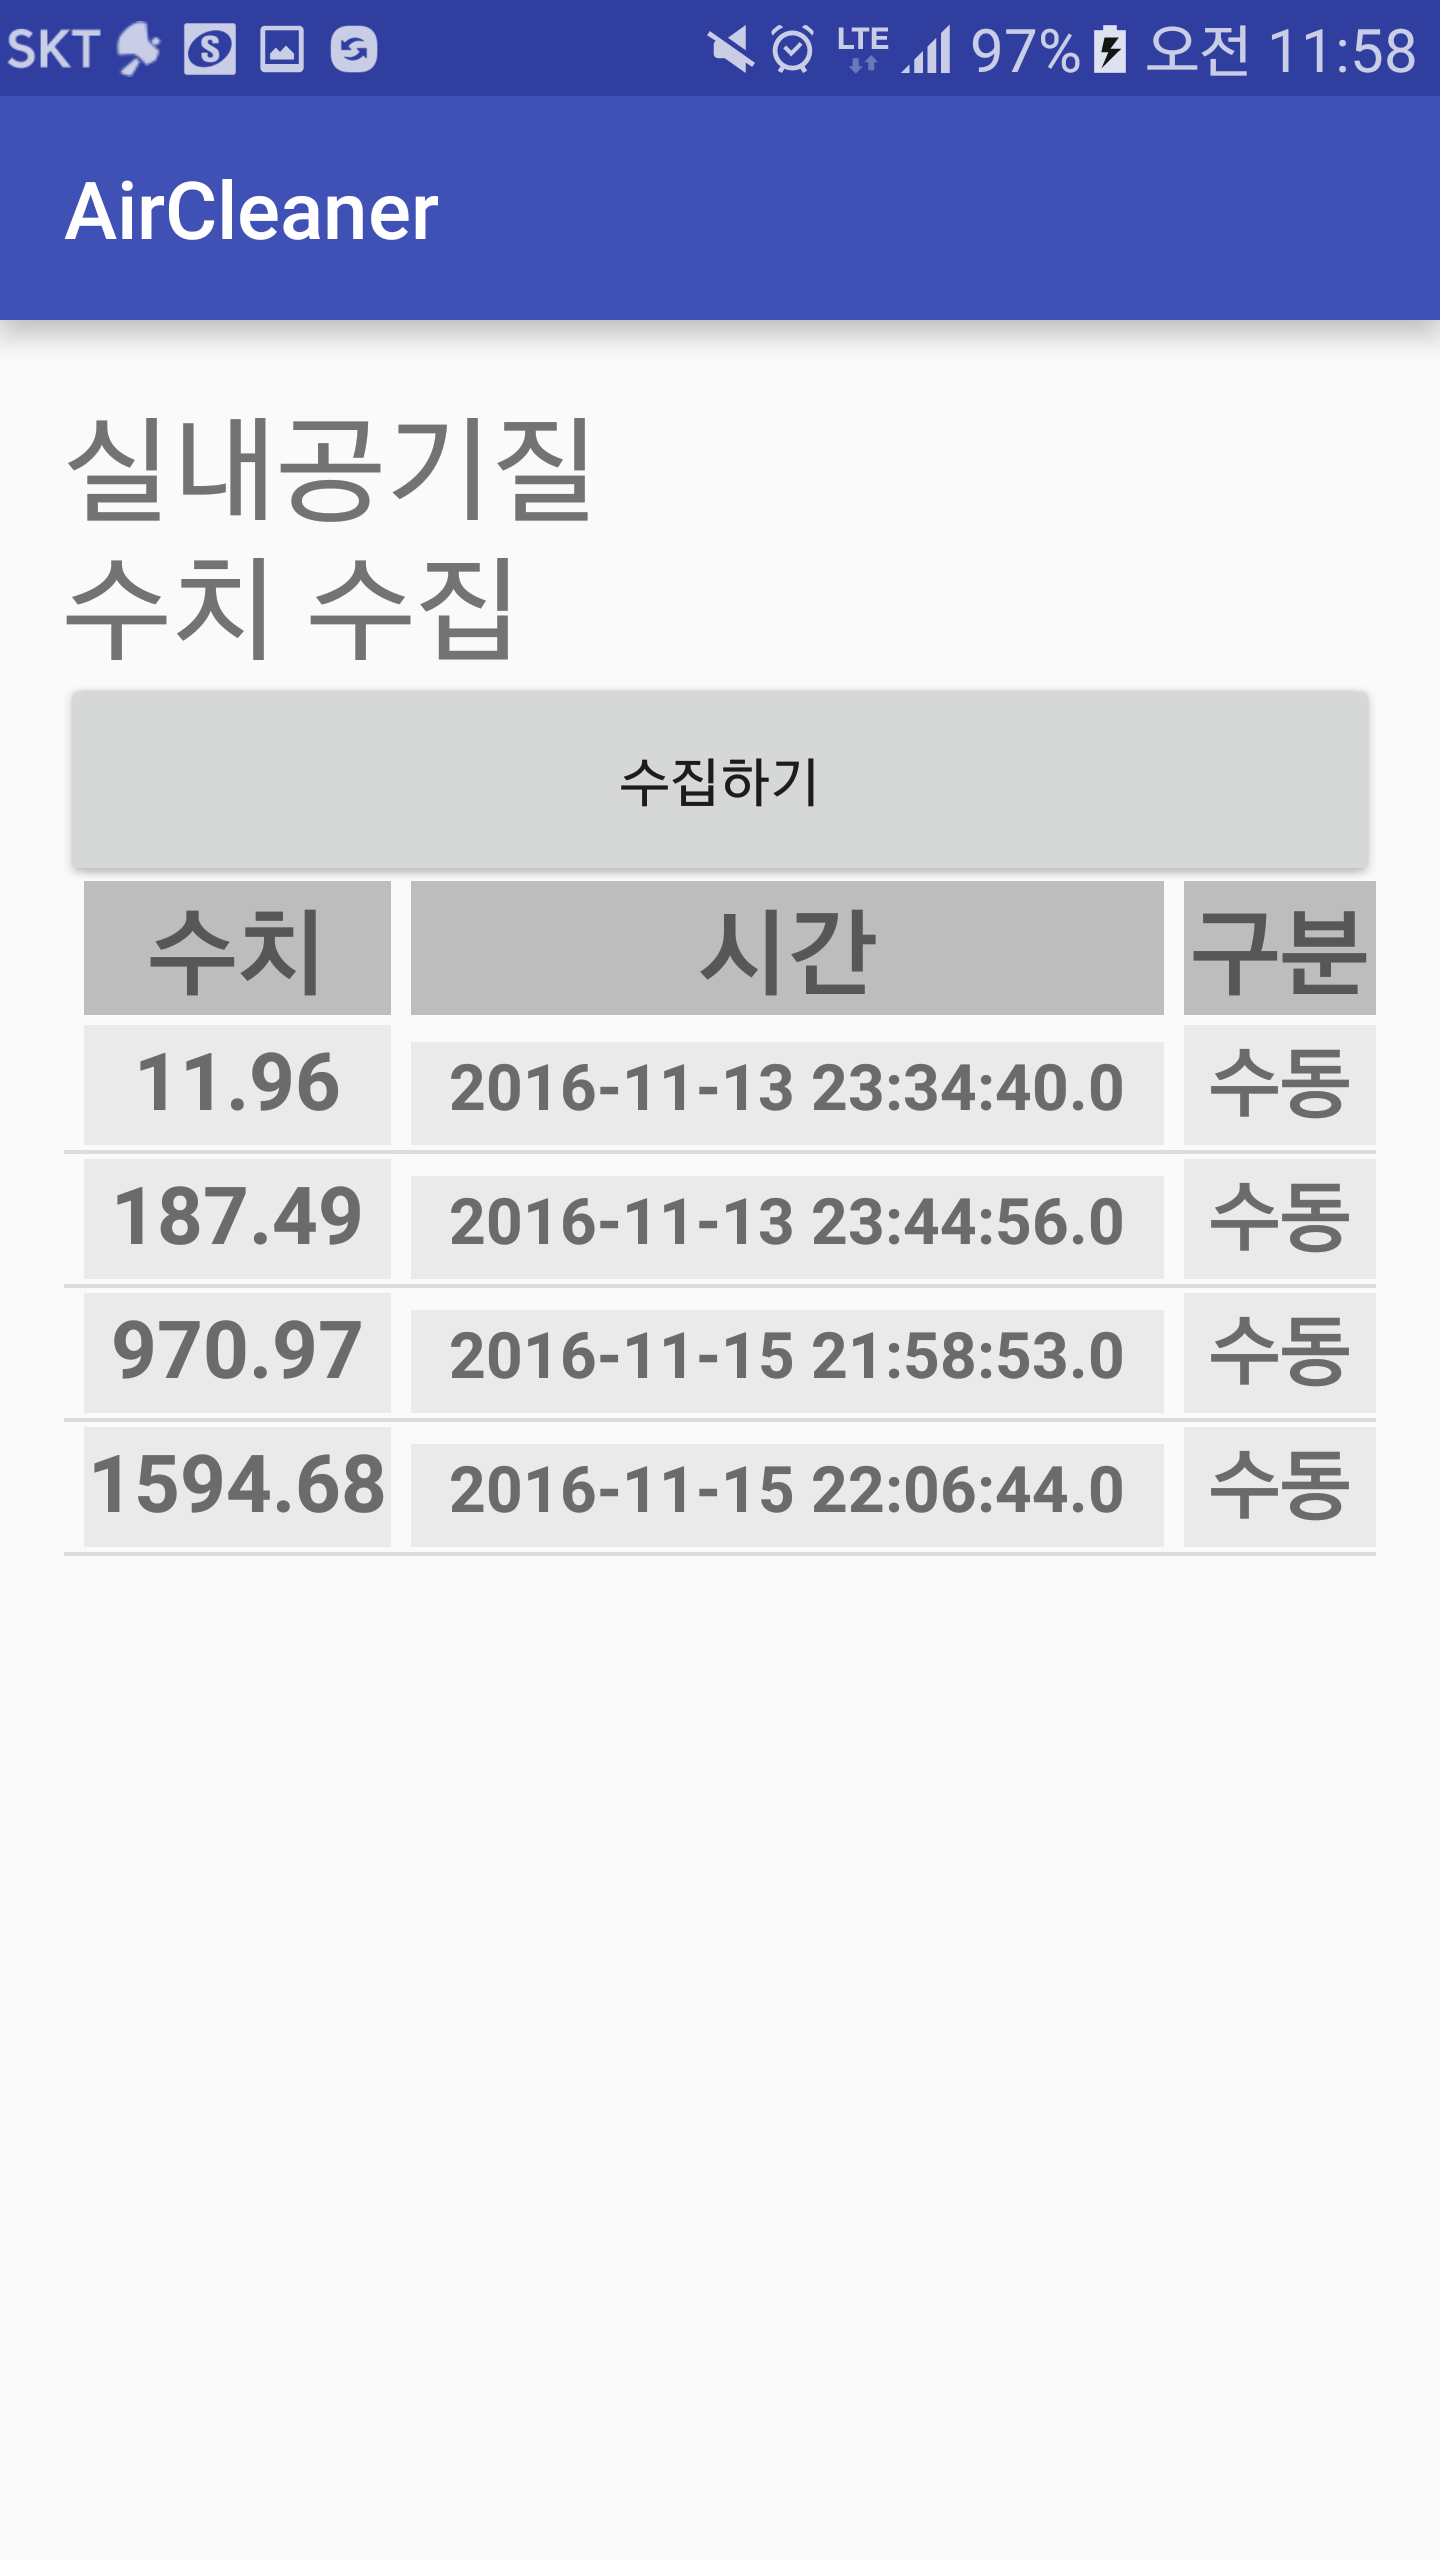 SKT LTE 97% 오전 11:58
AirCleaner
실내공기질
수치 수집
수집하기
수치 시간 구분
11.96 2016-11-13 23:34:40.0 수동
187.49 2016-11-13 23:44:56.0 수동
970.97 2016-11-15 21:58:53.0 수동
1594.68 2016-11-15 22:06:44.0 수동